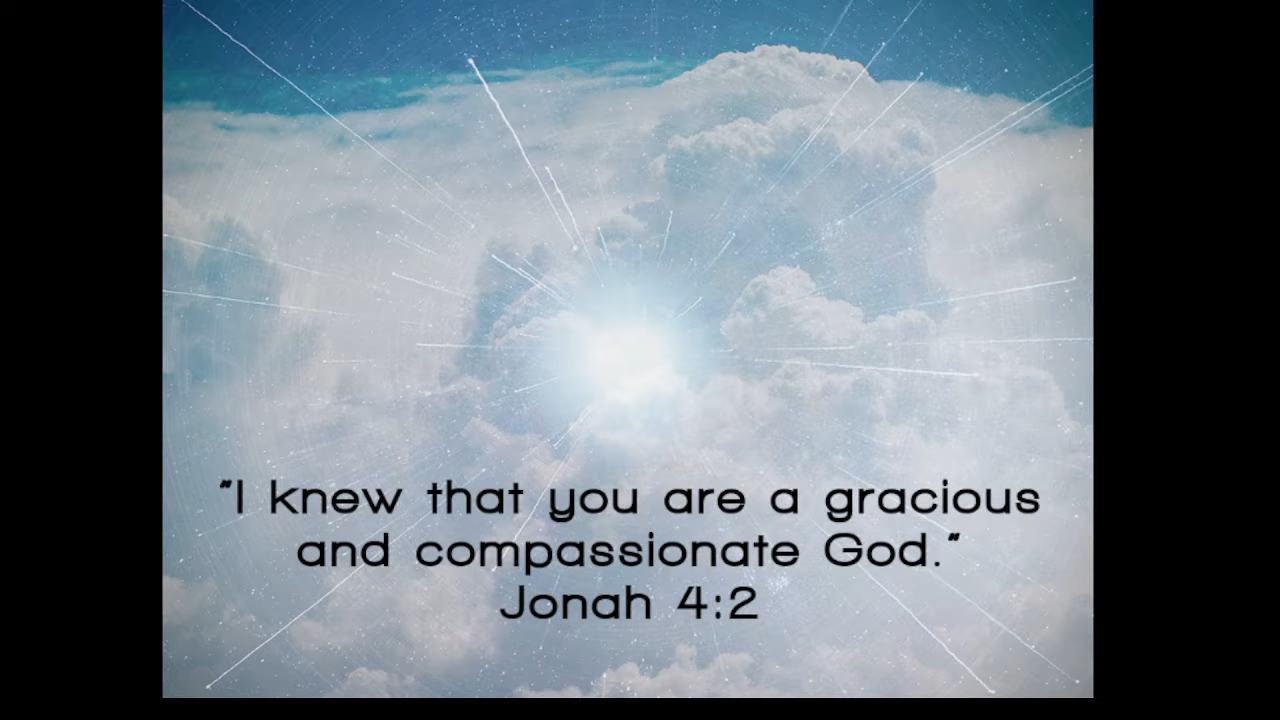 "I knew that you are a gracious
and compassionate God."
Jonah 4:2